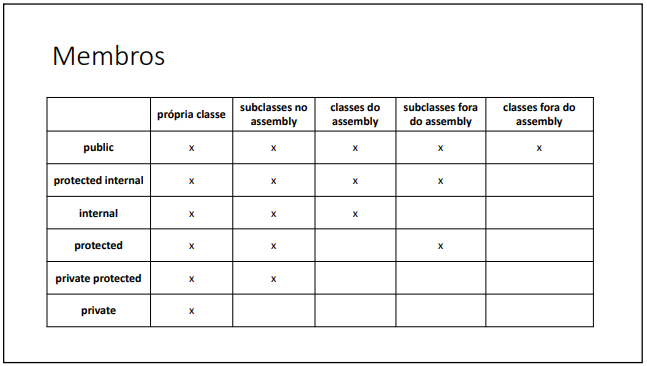 Membros
própria classe subclasses no assembly classes do assembly subclasses fora do assembly classes fora do assembly
public x x x x x
protected internal x x x x
internal x x x
protected x x x
private protected x x
private x